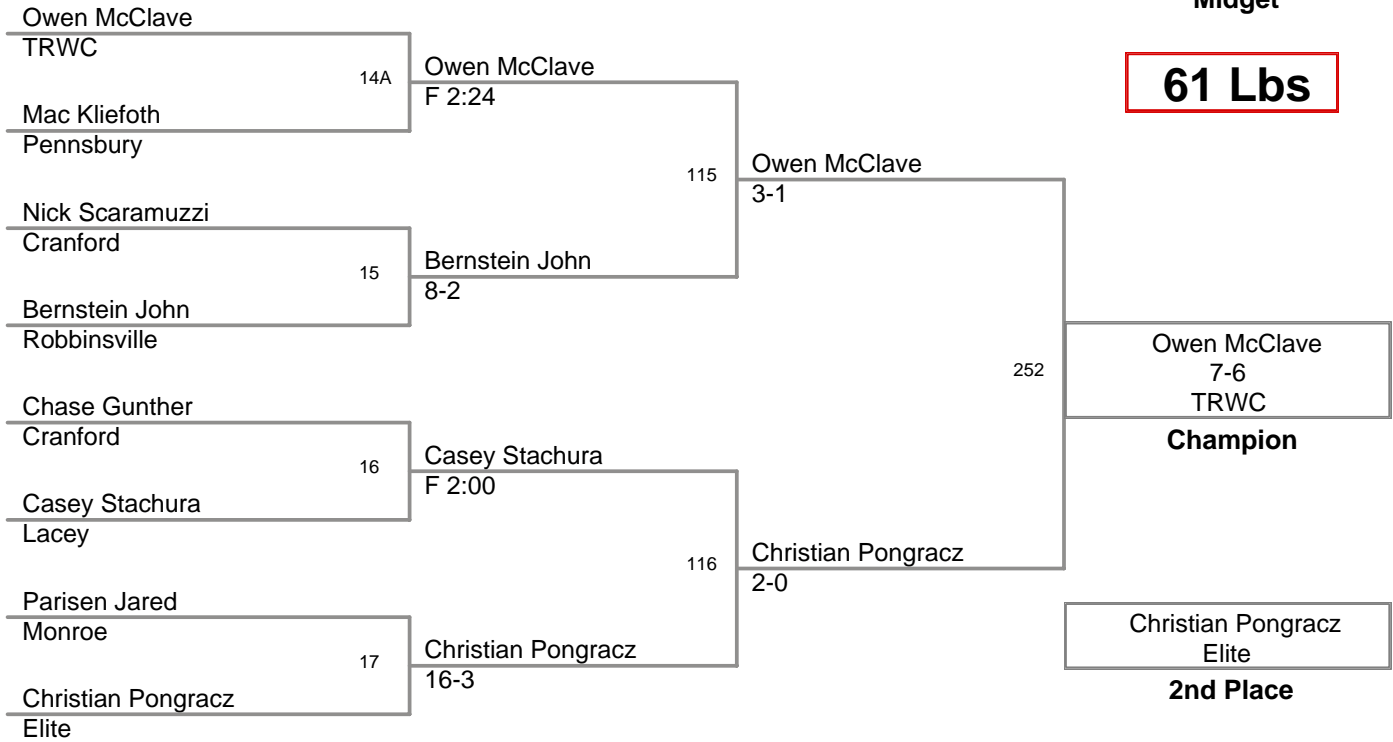 Midget
61 Lbs
Owen McClave
TRWC
14A
Mac Kliefoth
Pennsbury
Owen McClave
F 2:24
Nick Scaramuzzi
Cranford
15
Bernstein John
Robbinsville
Bernstein John
8-2
115
Owen McClave
3-1
Chase Gunther
Cranford
16
Casey Stachura
Lacey
Casey Stachura
F 2:00
Parisen Jared
Monroe
17
Christian Pongracz
Elite
Christian Pongracz
16-3
116
Christian Pongracz
2-0
252
Owen McClave
7-6
TRWC
Champion
Christian Pongracz
Elite
2nd Place